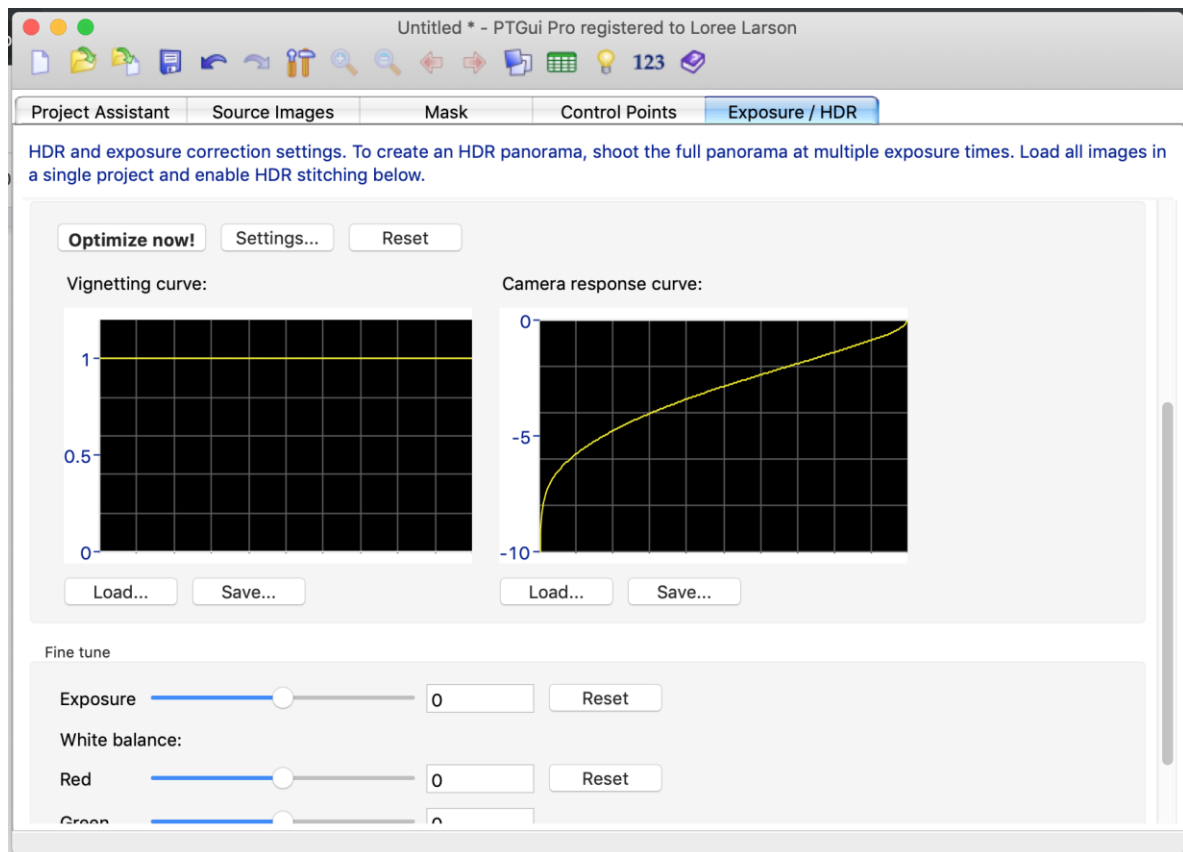 Untitled * - PTGui Pro registered to Loree Larson
123
Project Assistant Source Images Mask Control Points Exposure / HDR
HDR and exposure correction settings. To create an HDR panorama, shoot the full panorama at multiple exposure times. Load all images in
a single project and enable HDR stitching below.
Optimize now! Settings... Reset
Vignetting curve: Camera response curve:
1 0
0.5 -5
0 -10
Load... Save... Load... Save...
Fine tune
Exposure 0 Reset
White balance:
Red 0 Reset
Green 0